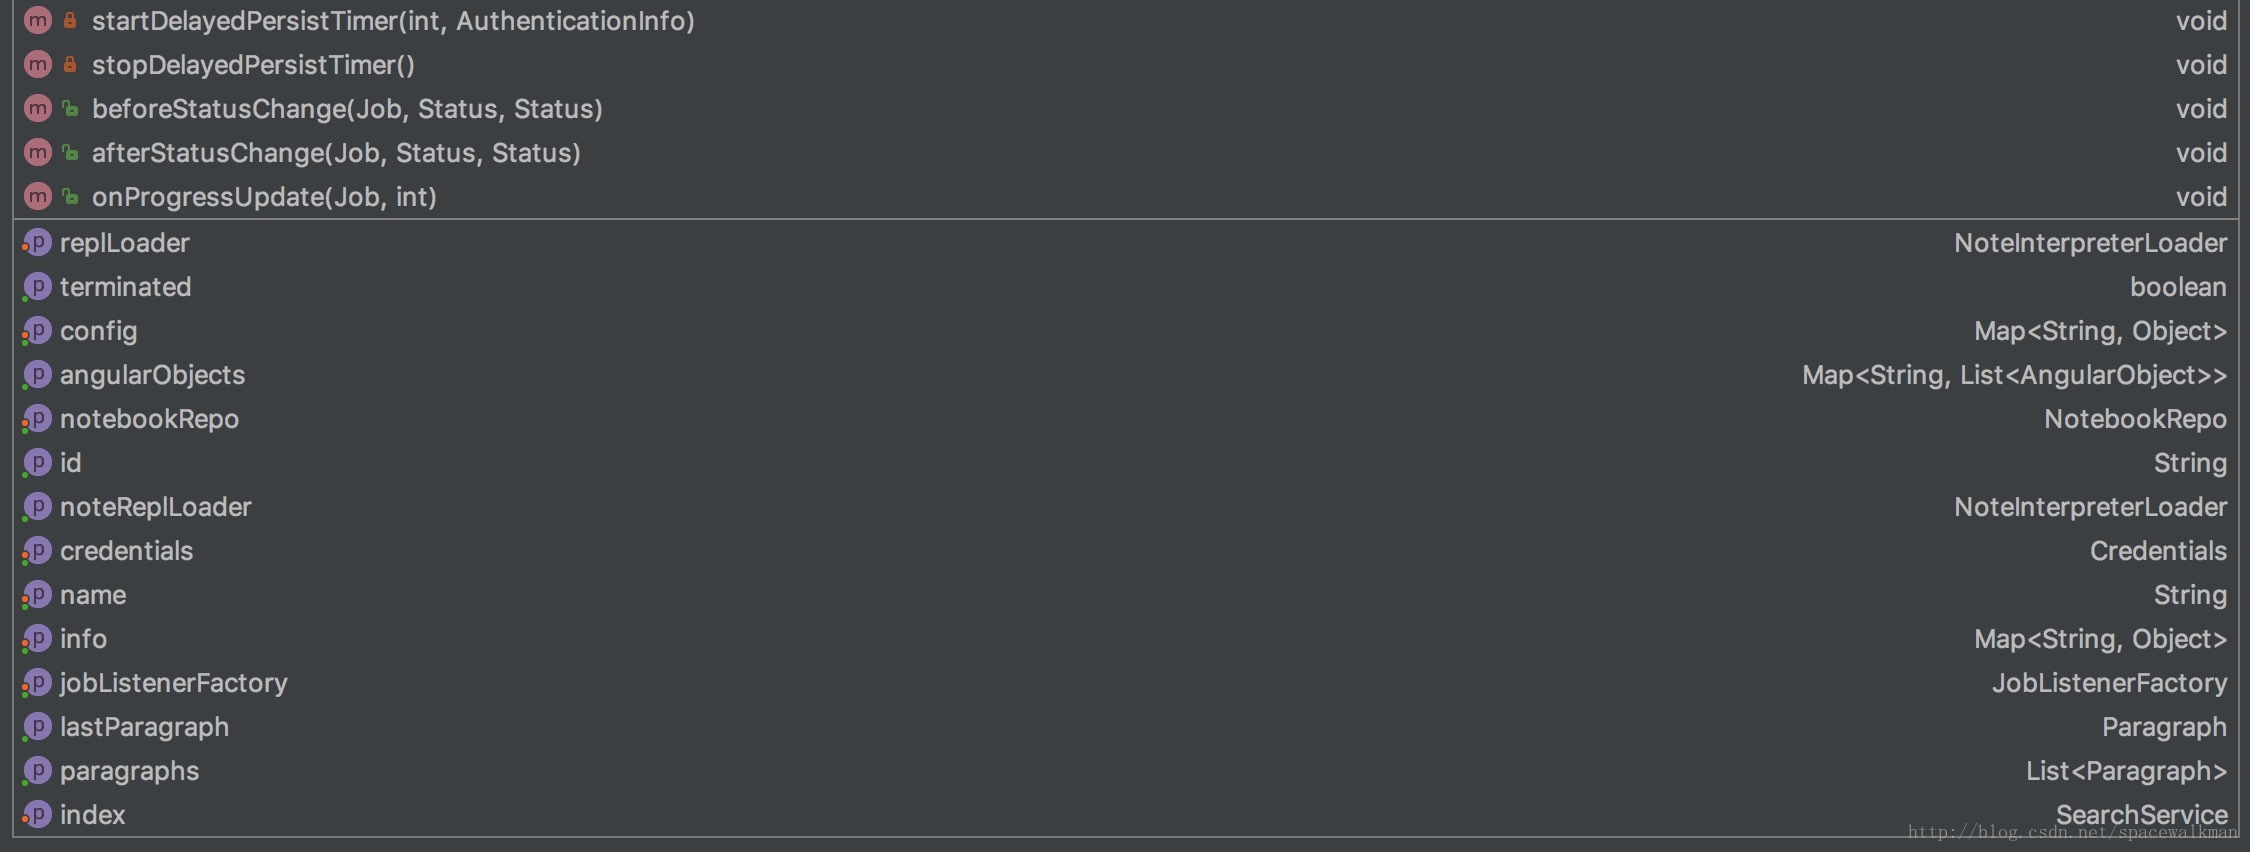 startDelayedPersistTimer(int, AuthenticationInfo) void
stopDelayedPersistTimer() void
beforeStatusChange(Job, Status, Status) void
afterStatusChange(Job, Status, Status) void
onProgressUpdate(Job, int) void
replLoader NoteInterpreterLoader
terminated boolean
config Map<String, Object>
angularObjects Map<String, List<AngularObject>>
notebookRepo NotebookRepo
id String
noteReplLoader NoteInterpreterLoader
credentials Credentials
name String
info Map<String, Object>
jobListenerFactory JobListenerFactory
lastParagraph Paragraph
paragraphs List<Paragraph>
index SearchService
http://blog.csdn.net/spacewalkman